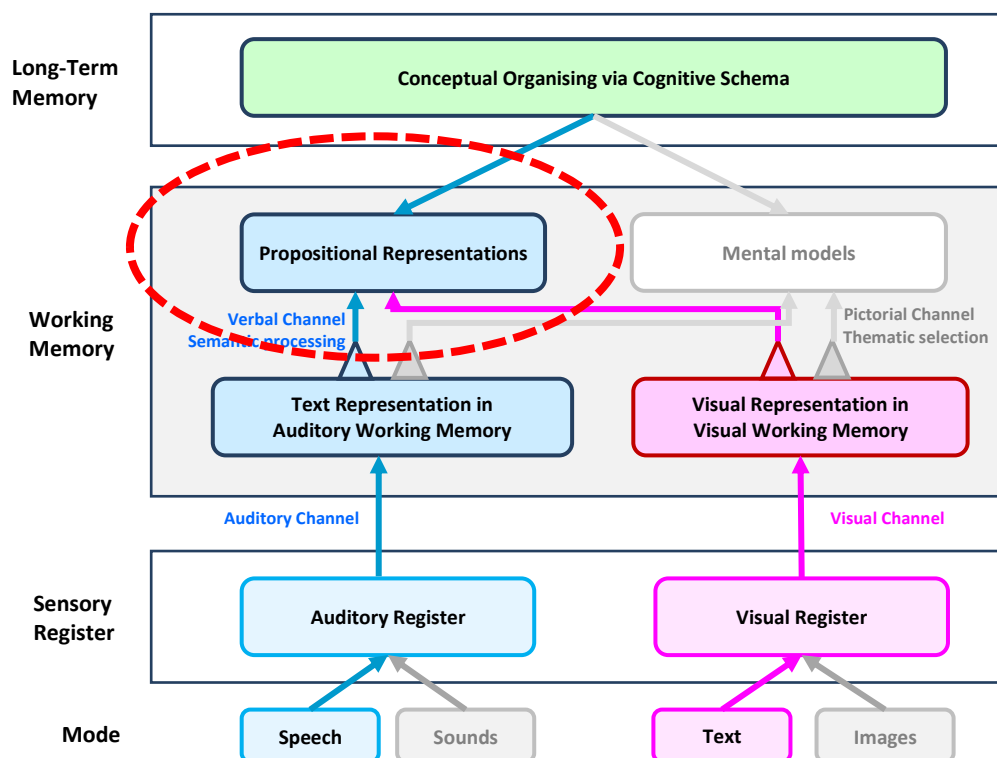 Long-Term
Memory
Conceptual Organising via Cognitive Schema
Working
Memory
Propositional Representations
Mental models
Verbal Channel
Semantic processing
Pictorial Channel
Thematic selection
Text Representation in
Auditory Working Memory
Visual Representation in
Visual Working Memory
Auditory Channel
Visual Channel
Sensory
Register
Auditory Register
Visual Register
Mode
Speech
Sounds
Text
Images